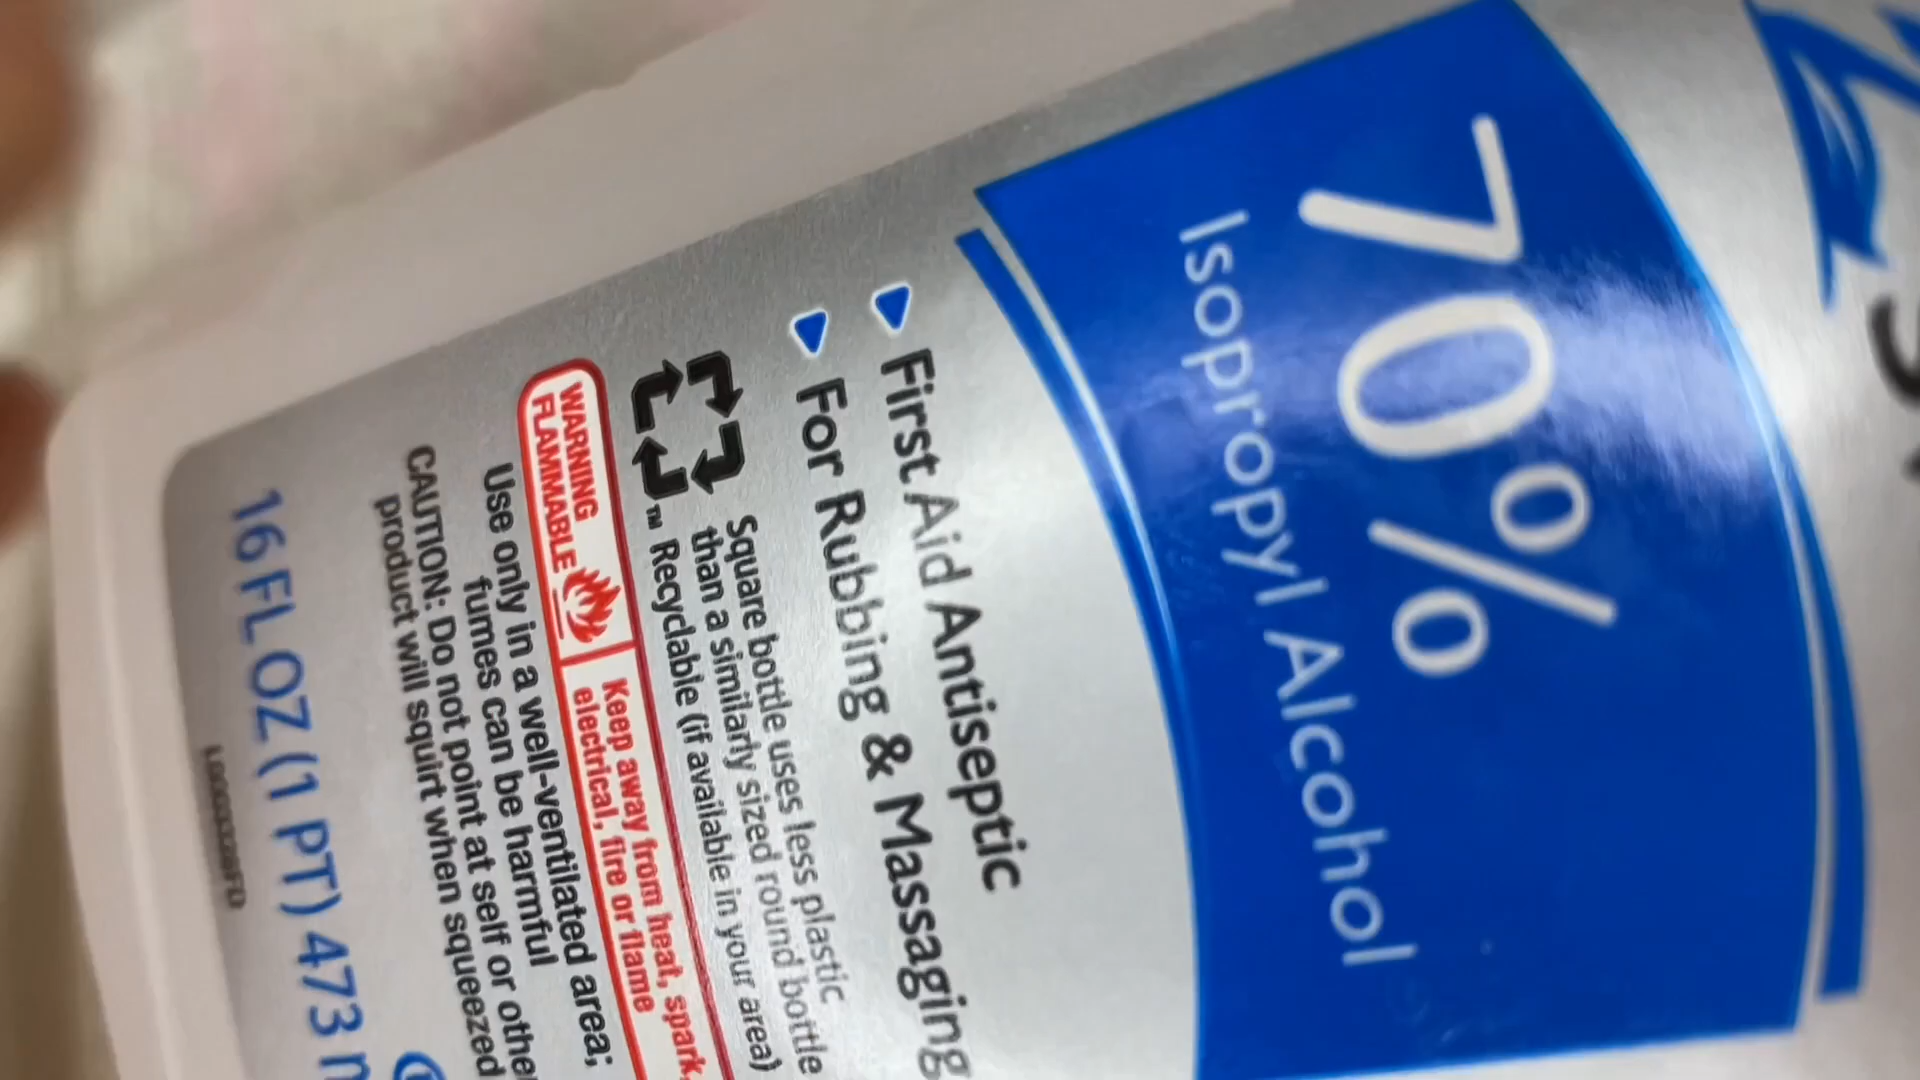 70%
Isopropyl Alcohol
First Aid Antiseptic
For Rubbing & Massaging
Square bottle uses less plastic
than a similarly sized round bottle
™ Recyclable (if available in your area)
WARNING
FLAMMABLE
Keep away from heat, spark,
electrical, fire or flame
Use only in a well-ventilated area;
fumes can be harmful
CAUTION: Do not point at self or other
product will squirt when squeezed
16 FL OZ (1 PT) 473 m